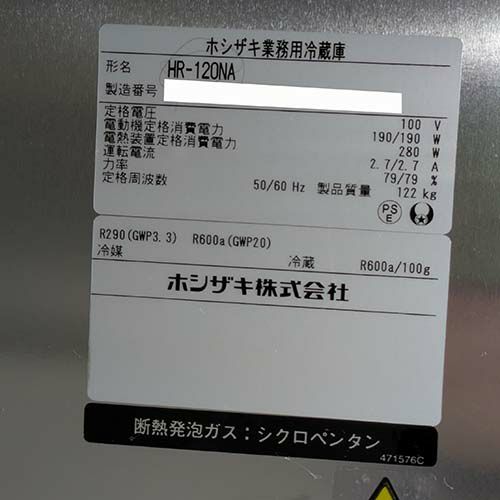 ホシザキ業務用冷蔵庫
形名 HR-120NA
製造番号
定格電圧 100 V
電動機定格消費電力 190/190 W
電熱装置定格消費電力 280 W
運転電流 2.7/2.7 A
力率 79/79 %
定格周波数 50/60 Hz 製品質量 122 kg
PS
E
R290(GWP3.3) R600a(GWP20)
冷媒 冷蔵 R600a/100g
ホシザキ株式会社
断熱発泡ガス：シクロペンタン
471576C